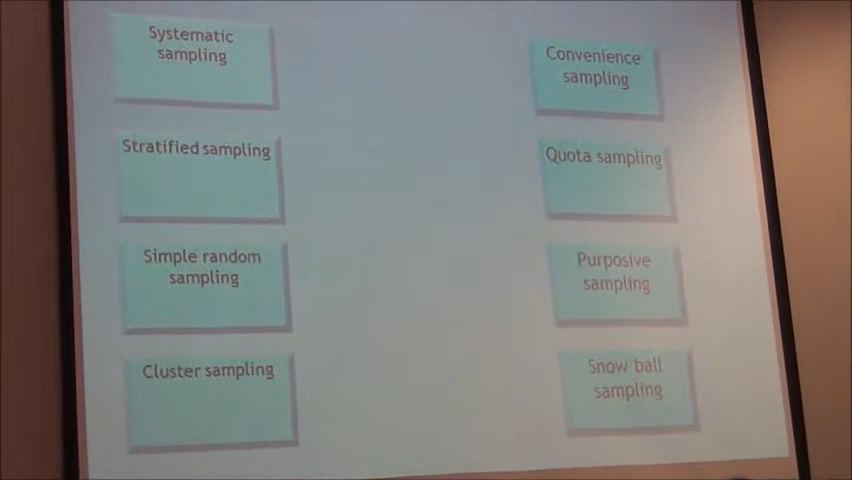 Systematic
sampling
Stratified sampling
Simple random
sampling
Cluster sampling
Convenience
sampling
Quota sampling
Purposive
sampling
Snow ball
sampling